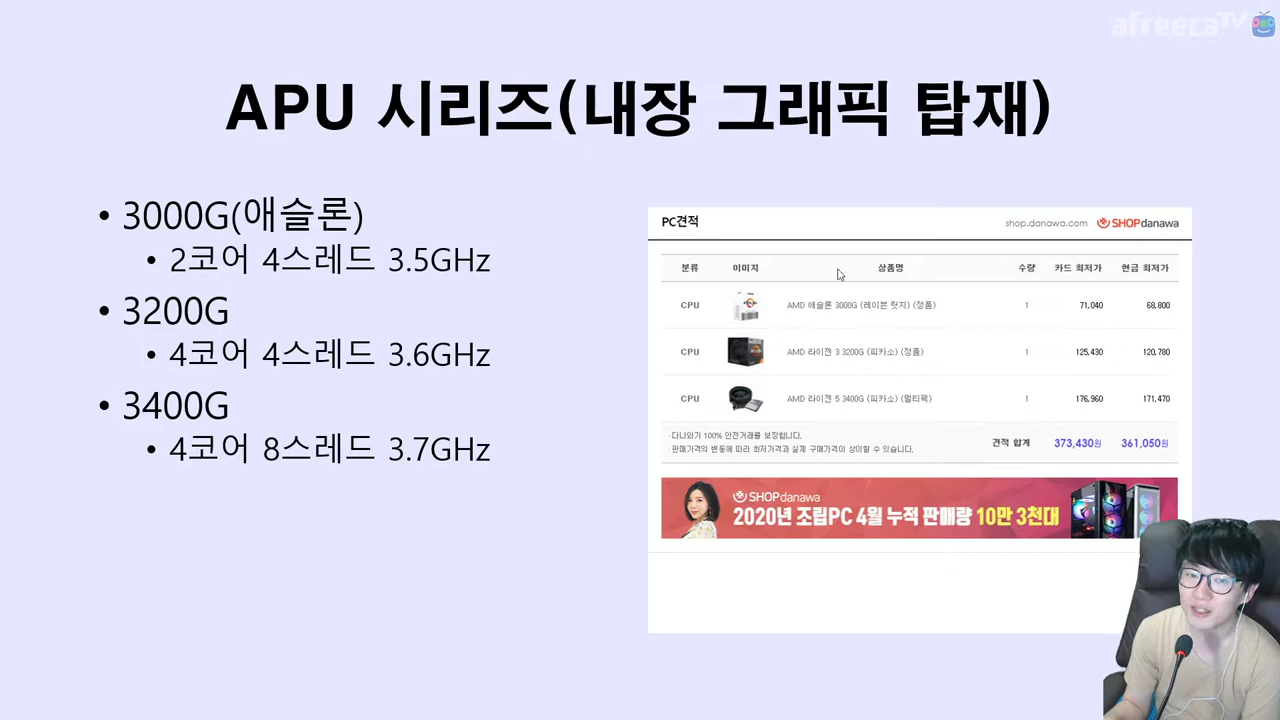 afreecaTV
APU 시리즈(내장 그래픽 탑재)
• 3000G(애슬론)
• 2코어 4스레드 3.5GHz
• 3200G
• 4코어 4스레드 3.6GHz
• 3400G
• 4코어 8스레드 3.7GHz
PC견적
shop.danawa.com SHOPdanawa
분류 이미지 상품명 수량 카드 최저가 현금 최저가
CPU AMD 애슬론 3000G (레이븐 릿지) (정품) 1 71,040 68,800
CPU AMD 라이젠 3 3200G (피카소) (정품) 1 125,430 120,780
CPU AMD 라이젠 5 3400G (피카소) (멀티팩) 1 176,960 171,470
· 다나와가 100% 안전거래를 보장합니다.
· 판매가격의 변동에 따라 최저가격과 실제 구매가격이 상이할 수 있습니다.
견적 합계 373,430원 361,050원
SHOPdanawa
2020년 조립PC 4월 누적 판매량 10만 3천대